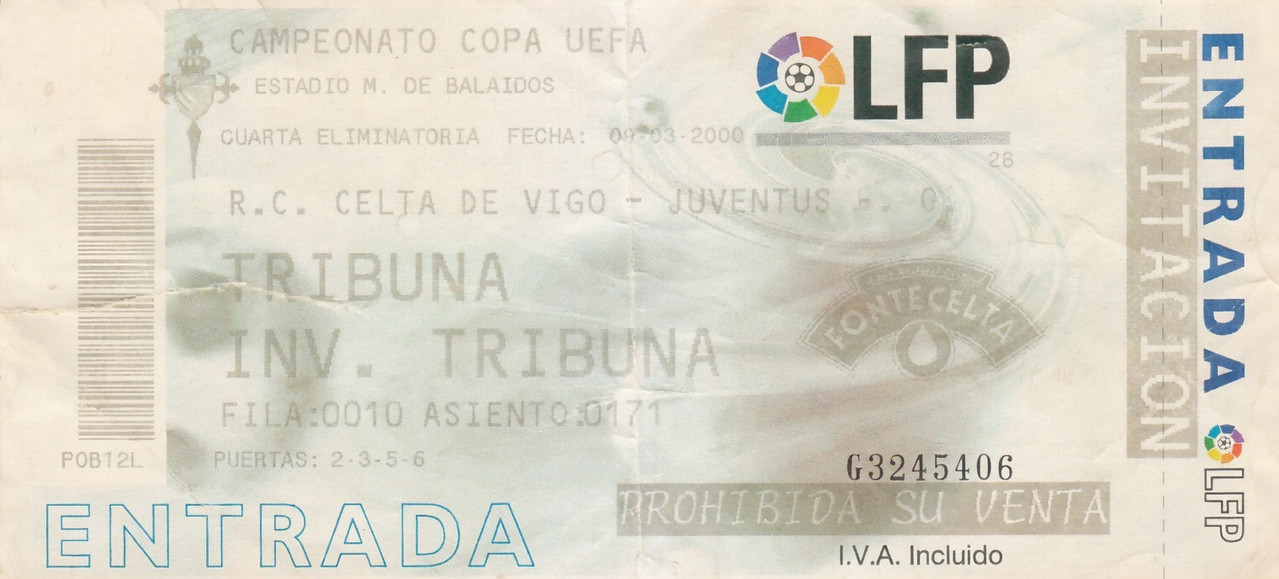 CAMPEONATO COPA UEFA
ESTADIO M. DE BALAIDOS
CUARTA ELIMINATORIA FECHA: 09-03-2000
R.C. CELTA DE VIGO - JUVENTUS
TRIBUNA
INV. TRIBUNA
FILA:0010 ASIENTO:0171
PUERTAS: 2-3-5-6
POB12L
ENTRADA
LFP
28
FONTECELTA
G3245406
PROHIBIDA SU VENTA
I.V.A. Incluido
INVITACION
ENTRADA
LFP